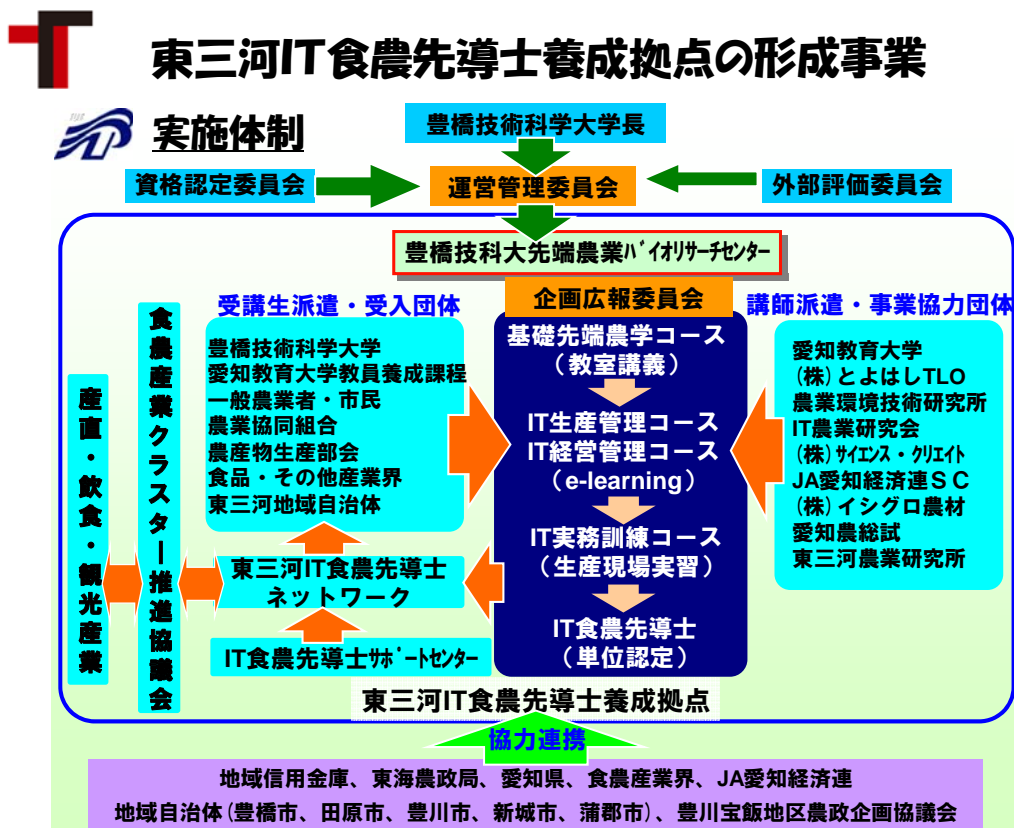 東三河IT食農先導士養成拠点の形成事業
実施体制
豊橋技術科学大学長
資格認定委員会
運営管理委員会
外部評価委員会
豊橋技科大先端農業ﾊﾞｲｵﾘｻｰﾁｾﾝﾀｰ
企画広報委員会
受講生派遣・受入団体
豊橋技術科学大学
愛知教育大学教員養成課程
一般農業者・市民
農業協同組合
農産物生産部会
食品・その他産業界
東三河地域自治体
基礎先端農学コース
（教室講義）
IT生産管理コース
IT経営管理コース
（e-learning）
IT実務訓練コース
（生産現場実習）
IT食農先導士
（単位認定）
講師派遣・事業協力団体
愛知教育大学
（株）とよはしTLO
農業環境技術研究所
IT農業研究会
（株）ｻｲｴﾝｽ・ｸﾘｴｲﾄ
JA愛知経済連ＳＣ
（株）イシグロ農材
愛知農総試
東三河農業研究所
産直・飲食・観光産業
食農産業クラスター推進協議会
東三河IT食農先導士
ネットワーク
IT食農先導士ｻﾎﾟｰﾄｾﾝﾀｰ
東三河IT食農先導士養成拠点
協力連携
地域信用金庫、東海農政局、愛知県、食農産業界、JA愛知経済連
地域自治体（豊橋市、田原市、豊川市、新城市、蒲郡市）、豊川宝飯地区農政企画協議会